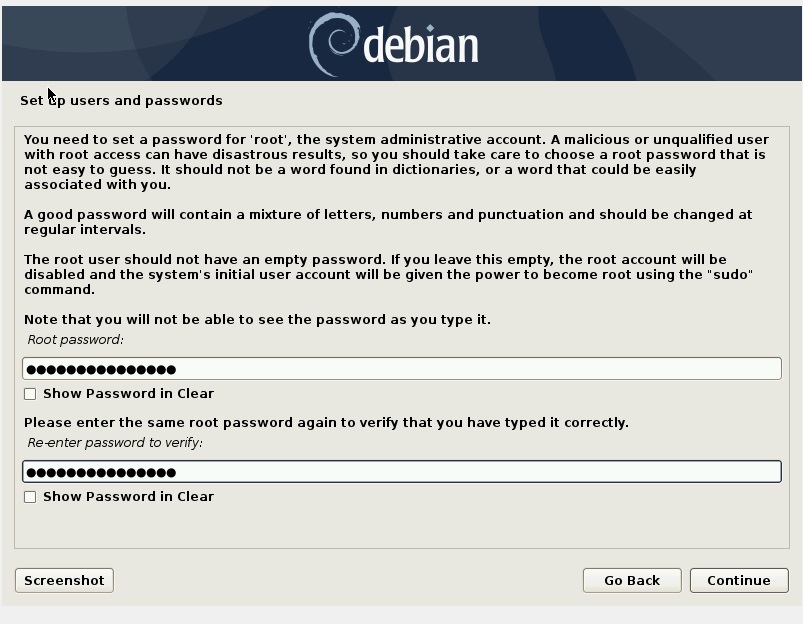 debian
Set up users and passwords
You need to set a password for 'root', the system administrative account. A malicious or unqualified user
with root access can have disastrous results, so you should take care to choose a root password that is
not easy to guess. It should not be a word found in dictionaries, or a word that could be easily
associated with you.
A good password will contain a mixture of letters, numbers and punctuation and should be changed at
regular intervals.
The root user should not have an empty password. If you leave this empty, the root account will be
disabled and the system's initial user account will be given the power to become root using the "sudo"
command.
Note that you will not be able to see the password as you type it.
Root password:
●●●●●●●●●●●●●●●
Show Password in Clear
Please enter the same root password again to verify that you have typed it correctly.
Re-enter password to verify:
●●●●●●●●●●●●●●●
Show Password in Clear
Screenshot
Go Back
Continue